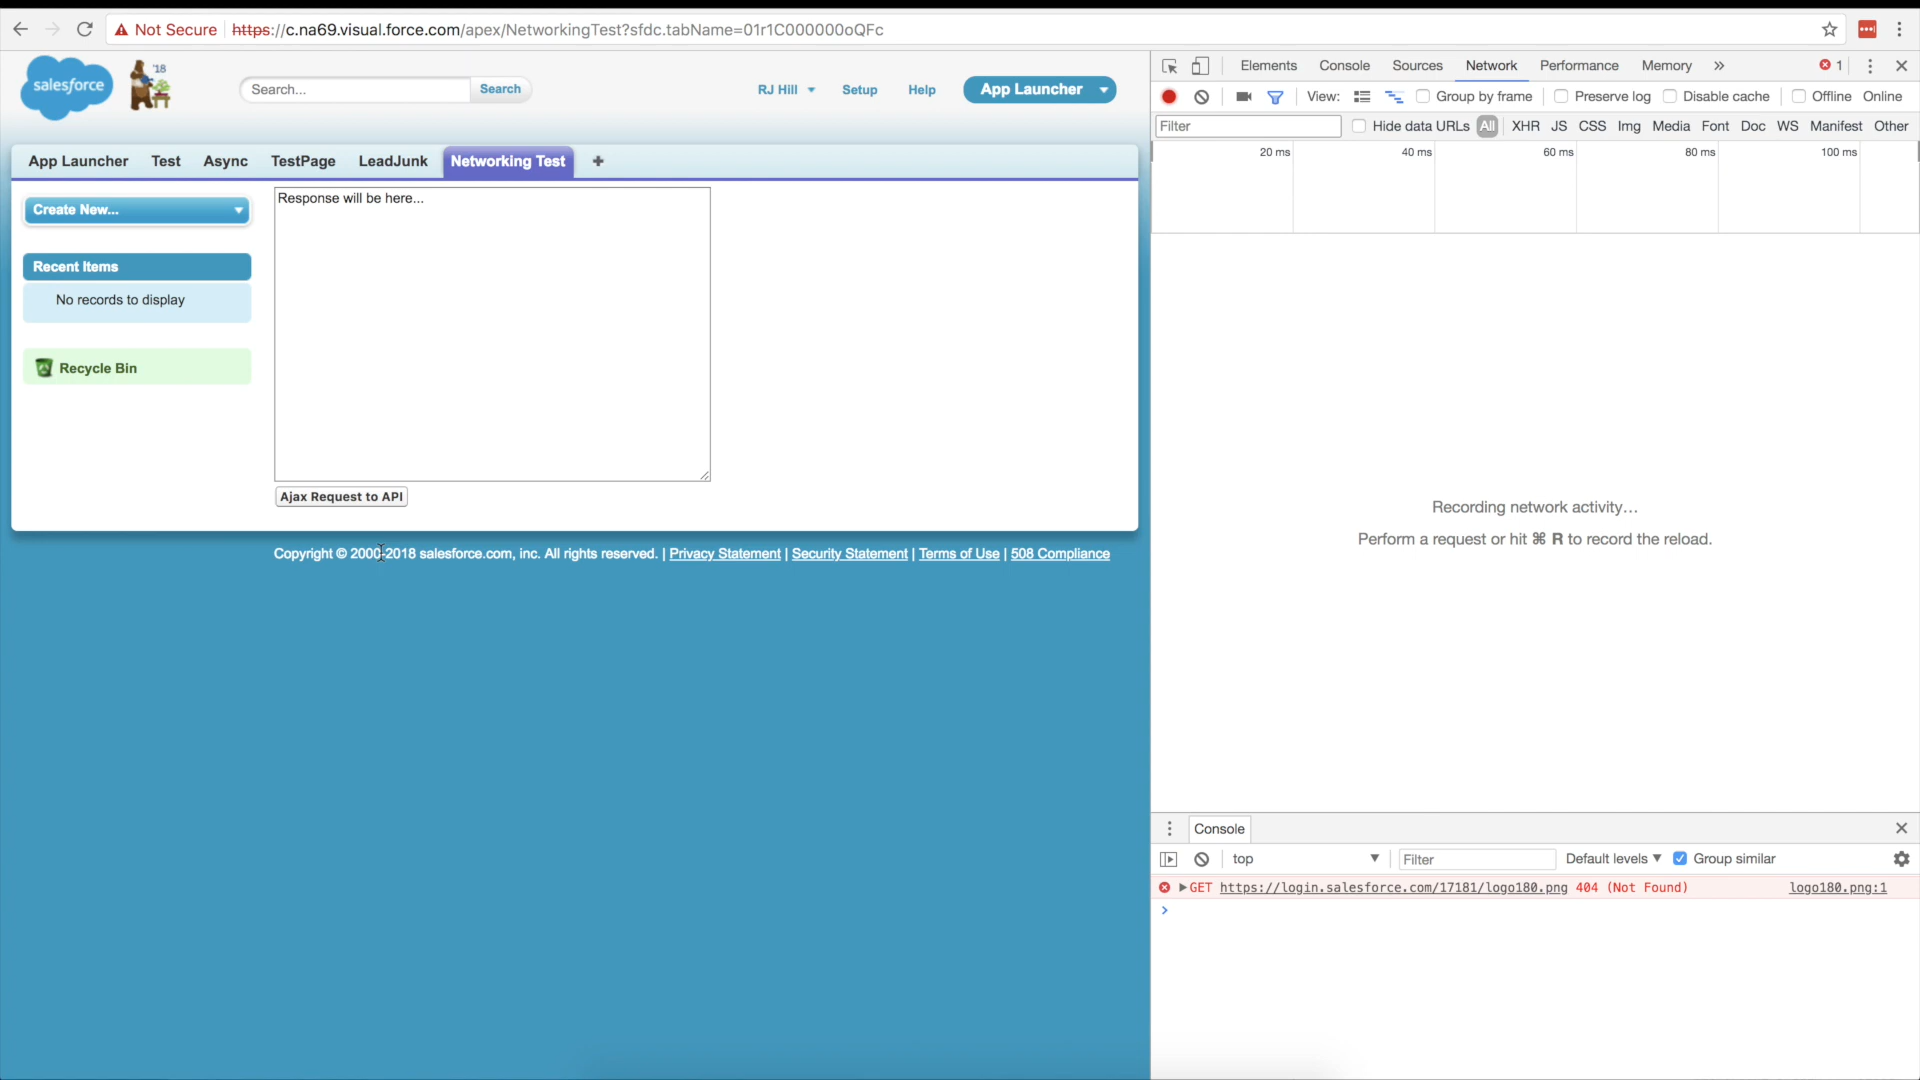 Not Secure https://c.na69.visual.force.com/apex/NetworkingTest?sfdc.tabName=01r1C000000oQFc
salesforce
'18
Search...
Search
RJ Hill
Setup
Help
App Launcher
App Launcher Test Async TestPage LeadJunk Networking Test
Create New...
Recent Items
No records to display
Recycle Bin
Response will be here...
Ajax Request to API
Copyright © 2000-2018 salesforce.com, inc. All rights reserved. | Privacy Statement | Security Statement | Terms of Use | 508 Compliance
Elements Console Sources Network Performance Memory » 1
View: Group by frame Preserve log Disable cache Offline Online
Filter Hide data URLs All XHR JS CSS Img Media Font Doc WS Manifest Other
20 ms 40 ms 60 ms 80 ms 100 ms
Recording network activity…
Perform a request or hit ⌘ R to record the reload.
Console
top Filter Default levels Group similar
GET https://login.salesforce.com/17181/logo180.png 404 (Not Found) logo180.png:1